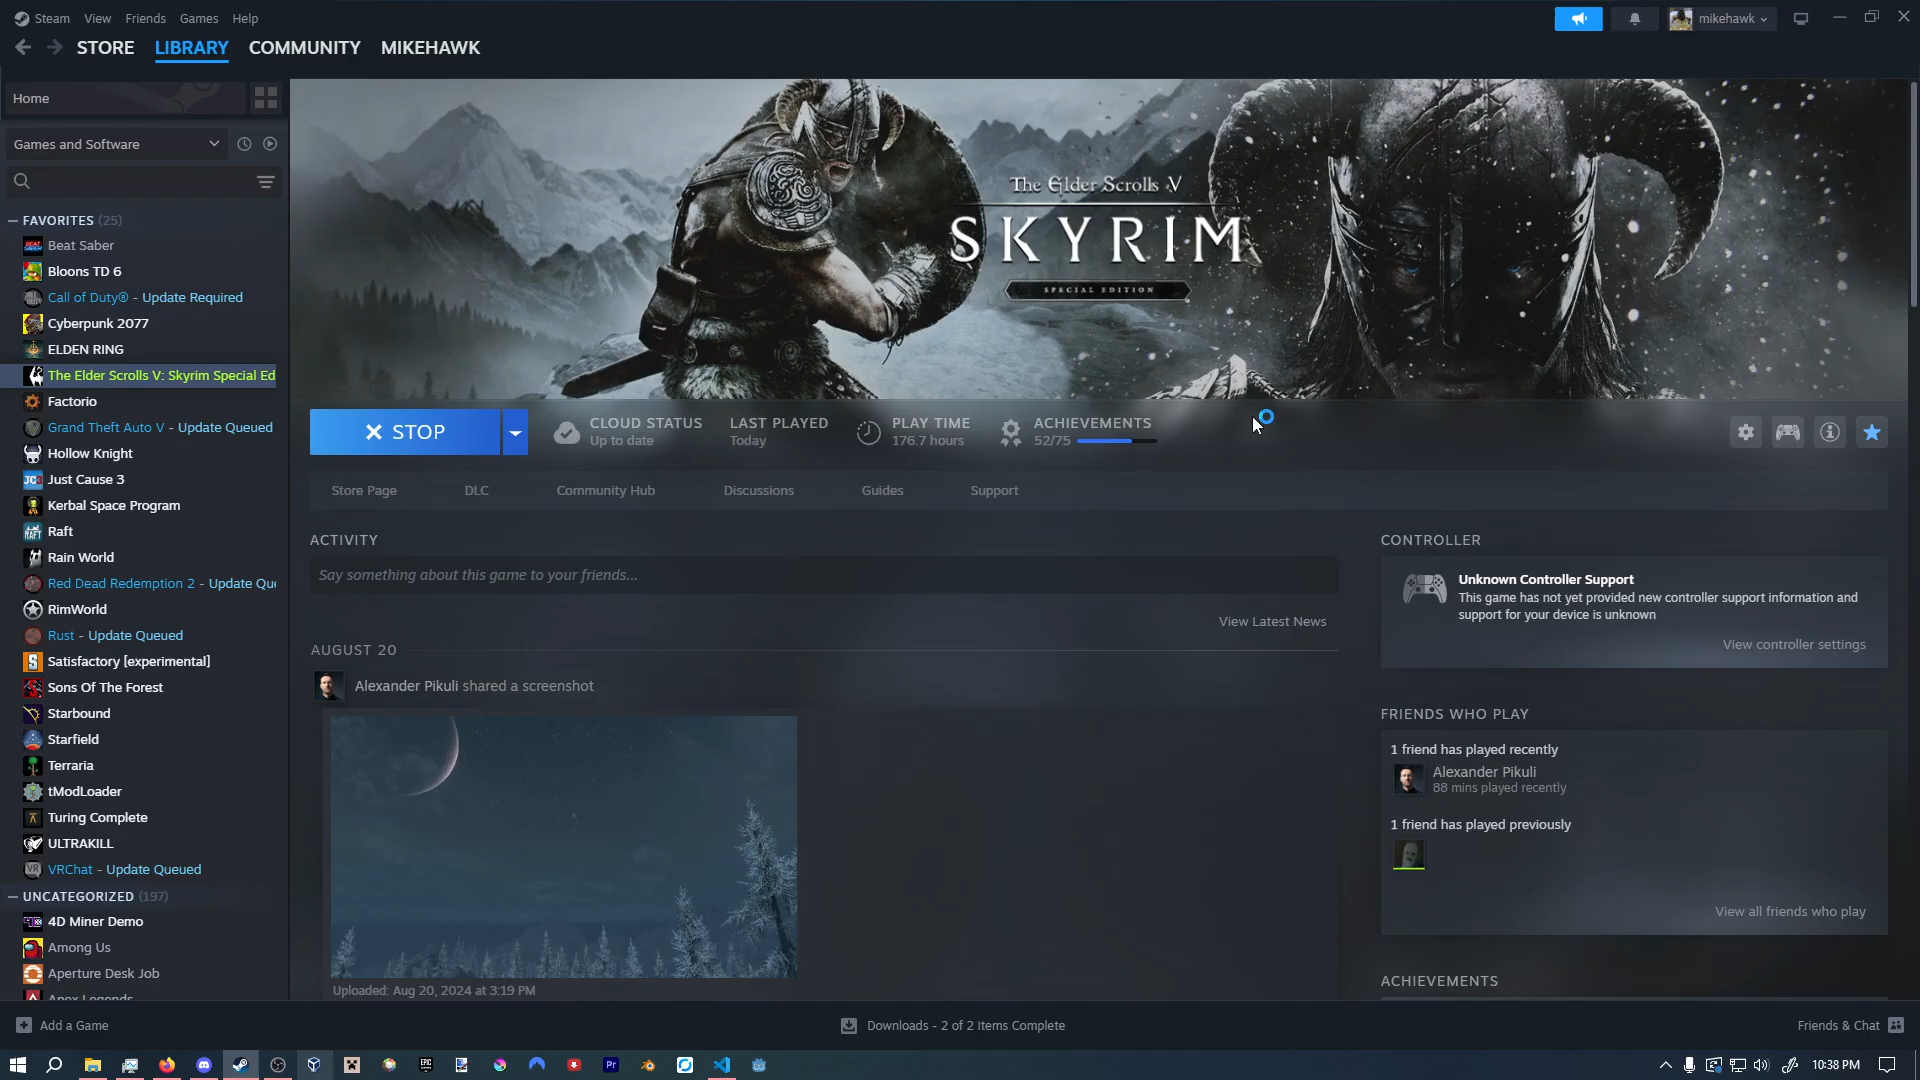 Steam View Friends Games Help
mikehawk
STORE LIBRARY COMMUNITY MIKEHAWK
Home
Games and Software
FAVORITES (25)
Beat Saber
Bloons TD 6
Call of Duty® - Update Required
Cyberpunk 2077
ELDEN RING
The Elder Scrolls V: Skyrim Special Ed
Factorio
Grand Theft Auto V - Update Queued
Hollow Knight
Just Cause 3
Kerbal Space Program
Raft
Rain World
Red Dead Redemption 2 - Update Que
RimWorld
Rust - Update Queued
Satisfactory [experimental]
Sons Of The Forest
Starbound
Starfield
Terraria
tModLoader
Turing Complete
ULTRAKILL
VRChat - Update Queued
UNCATEGORIZED (197)
4D Miner Demo
Among Us
Aperture Desk Job
Apex Legends
The Elder Scrolls V
SKYRIM
SPECIAL EDITION
STOP
CLOUD STATUS
Up to date
LAST PLAYED
Today
PLAY TIME
176.7 hours
ACHIEVEMENTS
52/75
Store Page DLC Community Hub Discussions Guides Support
ACTIVITY
Say something about this game to your friends...
View Latest News
AUGUST 20
Alexander Pikuli shared a screenshot
Uploaded: Aug 20, 2024 at 3:19 PM
CONTROLLER
Unknown Controller Support
This game has not yet provided new controller support information and
support for your device is unknown
View controller settings
FRIENDS WHO PLAY
1 friend has played recently
Alexander Pikuli
88 mins played recently
1 friend has played previously
View all friends who play
ACHIEVEMENTS
Add a Game
Downloads - 2 of 2 Items Complete
Friends & Chat
10:38 PM